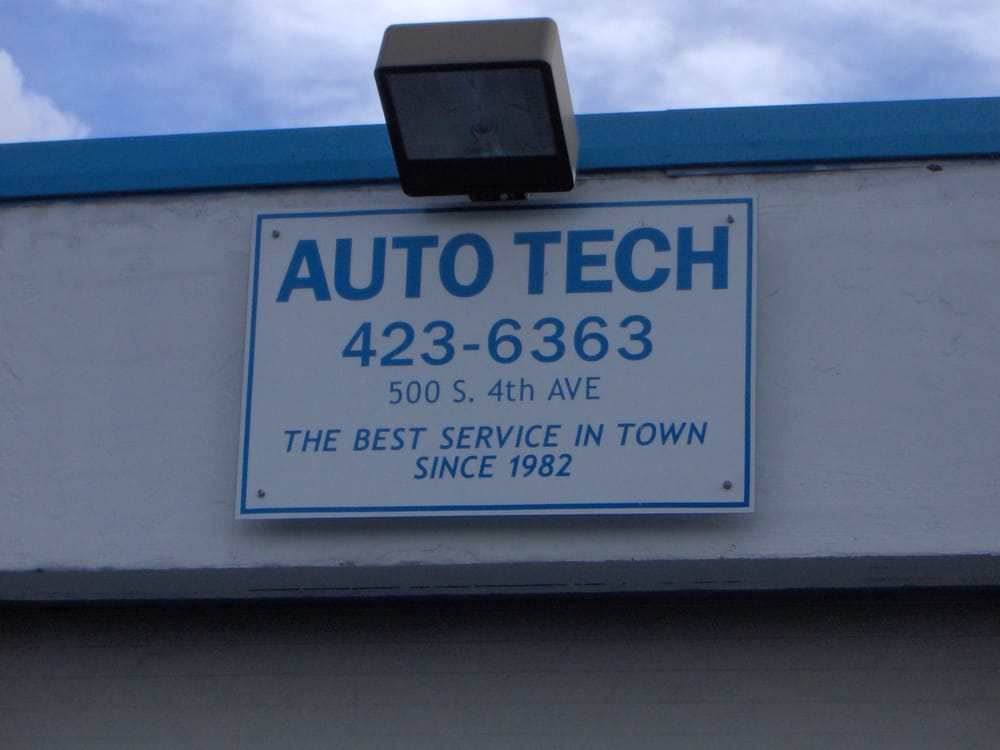 AUTO TECH
423-6363
500 S. 4th AVE
THE BEST SERVICE IN TOWN
SINCE 1982